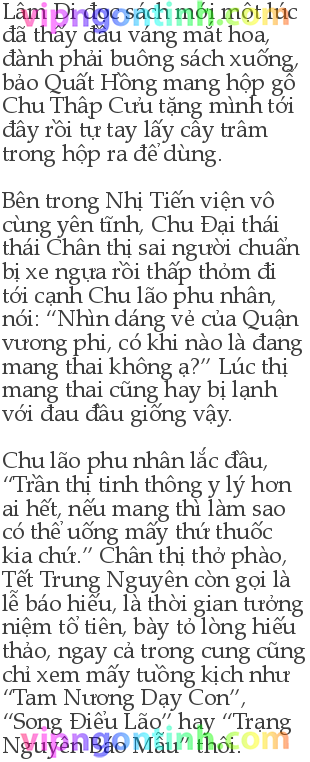 Lâm Di đọc sách mới một lúc
đã thấy đầu váng mắt hoa,
đành phải buông sách xuống,
bảo Quất Hồng mang hộp gỗ
Chu Thập Cửu tặng mình tới
đây rồi tự tay lấy cây trâm
trong hộp ra để dùng.
Bên trong Nhị Tiến viện vô
cùng yên tĩnh, Chu Đại thái
thái Chân thị sai người chuẩn
bị xe ngựa rồi thấp thỏm đi
tới cạnh Chu lão phu nhân,
nói: “Nhìn dáng vẻ của Quận
vương phi, có khi nào là đang
mang thai không ạ?” Lúc thị
mang thai cũng hay bị lạnh
với đau đầu giống vậy.
Chu lão phu nhân lắc đầu,
“Trần thị tinh thông y lý hơn
ai hết, nếu mang thì làm sao
có thể uống mấy thứ thuốc
kia chứ.” Chân thị thở phào,
Tết Trung Nguyên còn gọi là
lễ báo hiếu, là thời gian tưởng
niệm tổ tiên, bày tỏ lòng hiếu
thảo, ngay cả trong cung cũng
chỉ xem mấy tuồng kịch như
“Tam Nương Dạy Con”,
“Song Điểu Lão”, hay “Trạng
Nguyên Bảo Mẫu” thôi.
vipngontinh.com
vipngontinh.com